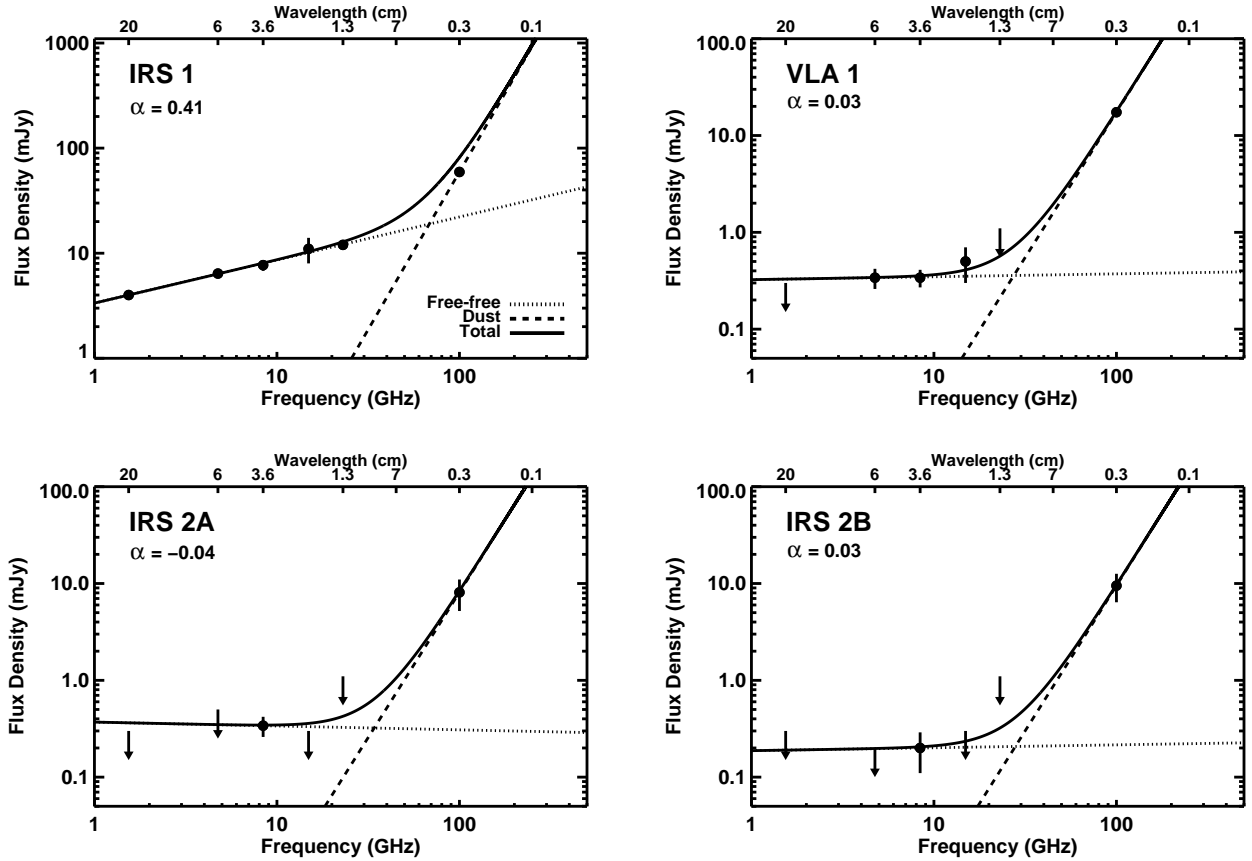 Wavelength (cm)
20 6 3.6 1.3 7 0.3 0.1
1000
100
10
1
Flux Density (mJy)
IRS 1
α = 0.41
Free-free
Dust
Total
1 10 100
Frequency (GHz)
Wavelength (cm)
20 6 3.6 1.3 7 0.3 0.1
100.0
10.0
1.0
0.1
Flux Density (mJy)
VLA 1
α = 0.03
1 10 100
Frequency (GHz)
Wavelength (cm)
20 6 3.6 1.3 7 0.3 0.1
100.0
10.0
1.0
0.1
Flux Density (mJy)
IRS 2A
α = −0.04
1 10 100
Frequency (GHz)
Wavelength (cm)
20 6 3.6 1.3 7 0.3 0.1
100.0
10.0
1.0
0.1
Flux Density (mJy)
IRS 2B
α = 0.03
1 10 100
Frequency (GHz)